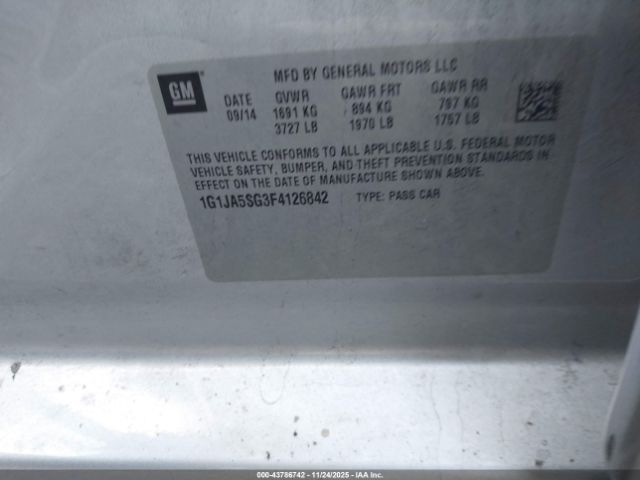 GM
MFD BY GENERAL MOTORS LLC
DATE GVWR GAWR FRT GAWR RR
09/14 1691 KG 894 KG 797 KG
3727 LB 1970 LB 1757 LB
THIS VEHICLE CONFORMS TO ALL APPLICABLE U.S. FEDERAL MOTOR
VEHICLE SAFETY, BUMPER, AND THEFT PREVENTION STANDARDS IN
EFFECT ON THE DATE OF MANUFACTURE SHOWN ABOVE.
1G1JA5SG3F4126842 TYPE: PASS CAR
000-43786742 - 11/24/2025 - IAA Inc.